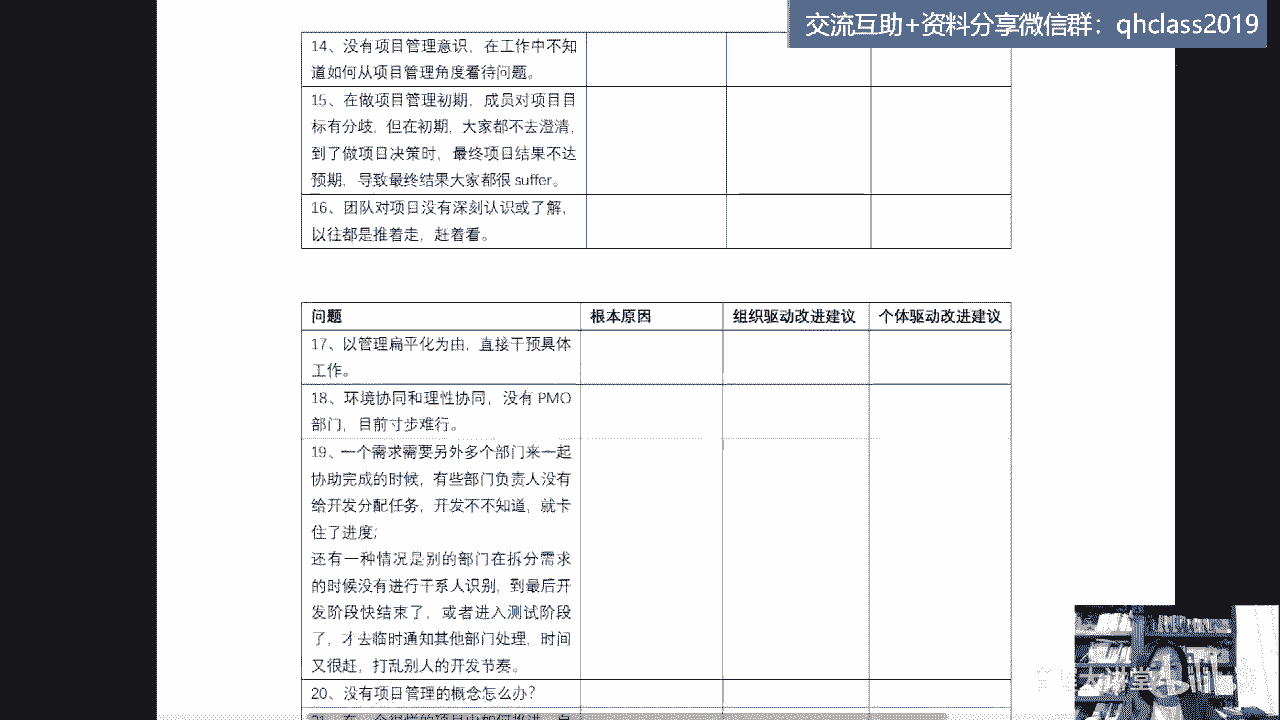 交流互助+资料分享微信群：qhclass2019
14、没有项目管理意识，在工作中不知
道如何从项目管理角度看待问题。
15、在做项目管理初期，成员对项目目
标有分歧，但在初期，大家都不去澄清，
到了做项目决策时，最终项目结果不达
预期，导致最终结果大家都很 suffer。
16、团队对项目没有深刻认识或了解，
以往都是推着走，赶着看。
问题 根本原因 组织驱动改进建议 个体驱动改进建议
17、以管理扁平化为由，直接干预具体
工作。
18、环境协同和理性协同，没有 PMO
部门，目前寸步难行。
19、一个需求需要另外多个部门来一起
协助完成的时候，有些部门负责人没有
给开发分配任务，开发不不知道，就卡
住了进度；
还有一种情况是别的部门在拆分需求
的时候没有进行干系人识别，到最后开
发阶段快结束了，或者进入测试阶段
了，才去临时通知其他部门处理，时间
又很赶，打乱别人的开发节奏。
20、没有项目管理的概念怎么办？
大讲堂